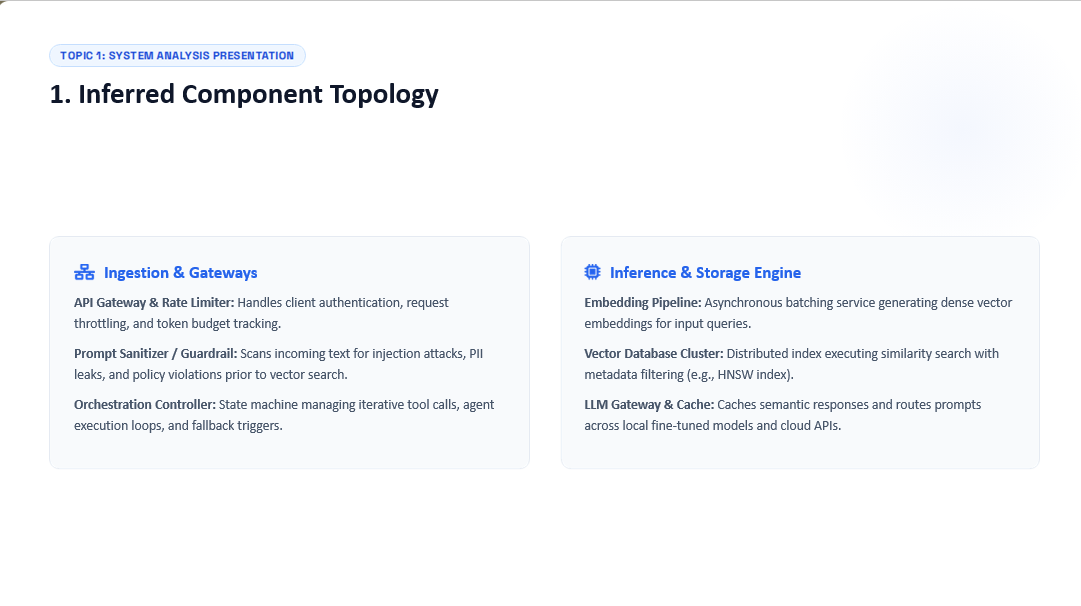 TOPIC 1: SYSTEM ANALYSIS PRESENTATION
1. Inferred Component Topology
Ingestion & Gateways
API Gateway & Rate Limiter: Handles client authentication, request
throttling, and token budget tracking.
Prompt Sanitizer / Guardrail: Scans incoming text for injection attacks, PII
leaks, and policy violations prior to vector search.
Orchestration Controller: State machine managing iterative tool calls, agent
execution loops, and fallback triggers.
Inference & Storage Engine
Embedding Pipeline: Asynchronous batching service generating dense vector
embeddings for input queries.
Vector Database Cluster: Distributed index executing similarity search with
metadata filtering (e.g., HNSW index).
LLM Gateway & Cache: Caches semantic responses and routes prompts
across local fine-tuned models and cloud APIs.